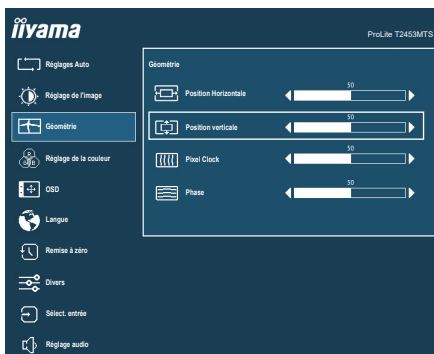 iiyama
ProLite T2453MTS
Réglages Auto
Réglage de l'image
Géométrie
Réglage de la couleur
OSD
Langue
Remise à zéro
Divers
Sélect. entrée
Réglage audio
Géométrie
Position Horizontale
50
Position verticale
50
Pixel Clock
50
Phase
50